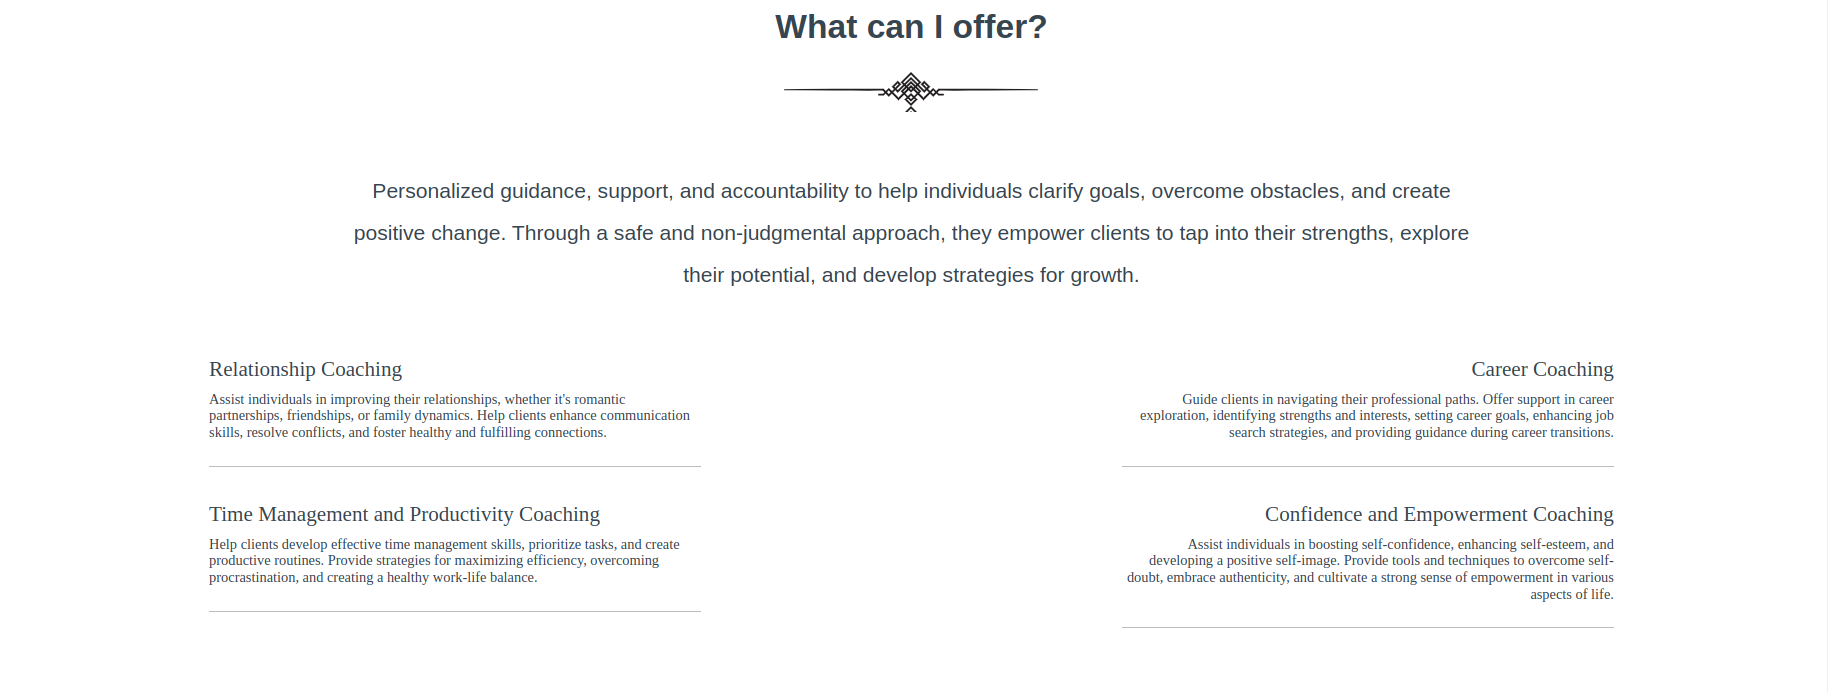 What can I offer?
Personalized guidance, support, and accountability to help individuals clarify goals, overcome obstacles, and create
positive change. Through a safe and non-judgmental approach, they empower clients to tap into their strengths, explore
their potential, and develop strategies for growth.
Relationship Coaching
Assist individuals in improving their relationships, whether it's romantic
partnerships, friendships, or family dynamics. Help clients enhance communication
skills, resolve conflicts, and foster healthy and fulfilling connections.
Career Coaching
Guide clients in navigating their professional paths. Offer support in career
exploration, identifying strengths and interests, setting career goals, enhancing job
search strategies, and providing guidance during career transitions.
Time Management and Productivity Coaching
Help clients develop effective time management skills, prioritize tasks, and create
productive routines. Provide strategies for maximizing efficiency, overcoming
procrastination, and creating a healthy work-life balance.
Confidence and Empowerment Coaching
Assist individuals in boosting self-confidence, enhancing self-esteem, and
developing a positive self-image. Provide tools and techniques to overcome self-
doubt, embrace authenticity, and cultivate a strong sense of empowerment in various
aspects of life.